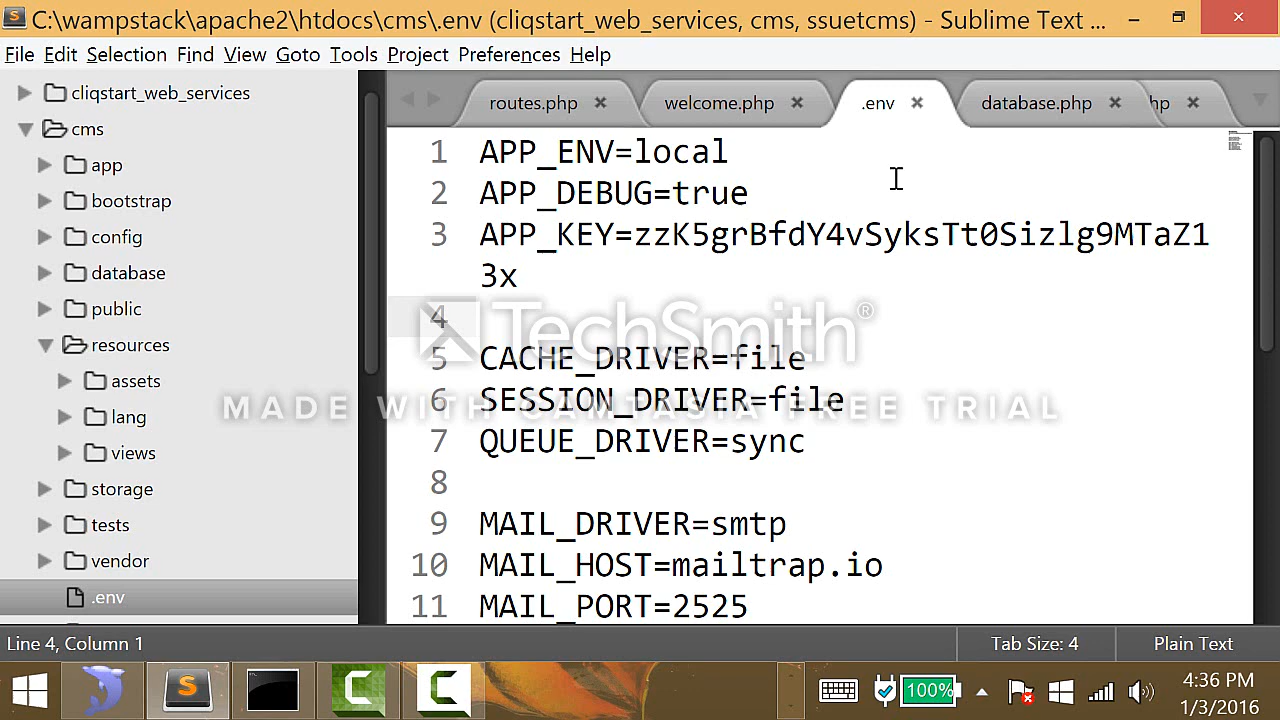 C:\wampstack\apache2\htdocs\cms\.env (cliqstart_web_services, cms, ssuetcms) - Sublime Text ...
File Edit Selection Find View Goto Tools Project Preferences Help
cliqstart_web_services
cms
app
bootstrap
config
database
public
resources
assets
lang
views
storage
tests
vendor
.env
routes.php
welcome.php
.env
database.php
hp
1 APP_ENV=local
2 APP_DEBUG=true
3 APP_KEY=zzK5grBfdY4vSyksTt0Sizlg9MTaZ1
3x
4
5 CACHE_DRIVER=file
6 SESSION_DRIVER=file
7 QUEUE_DRIVER=sync
8
9 MAIL_DRIVER=smtp
10 MAIL_HOST=mailtrap.io
11 MAIL_PORT=2525
TechSmith®
MADE WITH CAMTASIA FREE TRIAL
Line 4, Column 1
Tab Size: 4
Plain Text
100%
4:36 PM
1/3/2016